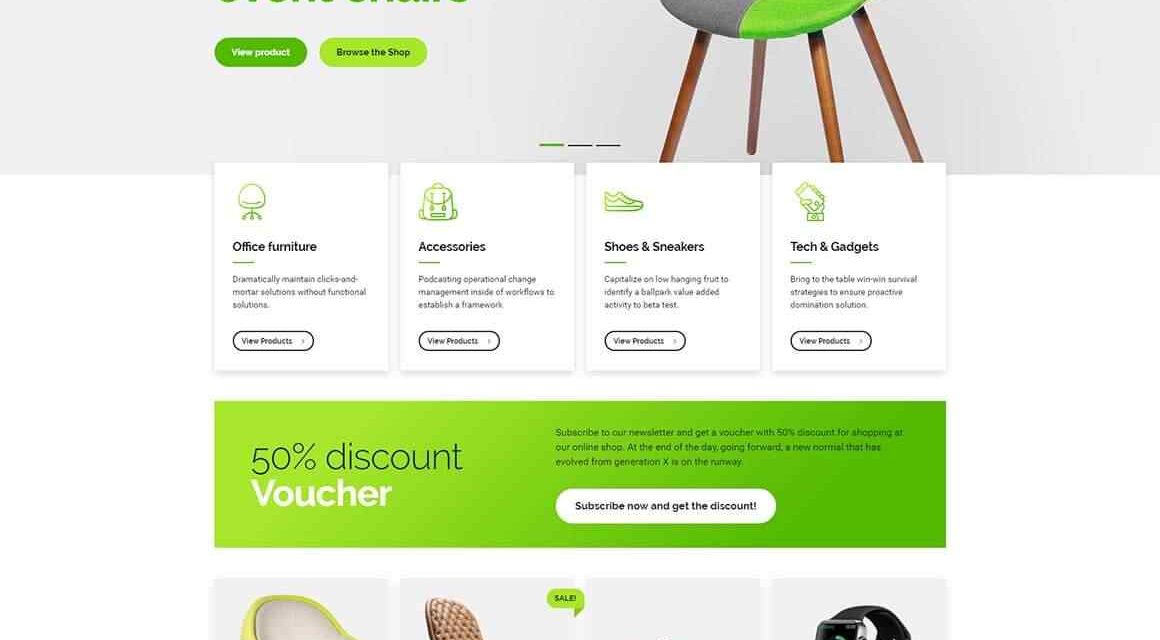 event chairs
View product
Browse the Shop
Office furniture
Dramatically maintain clicks-and-
mortar solutions without functional
solutions.
View Products
Accessories
Podcasting operational change
management inside of workflows to
establish a framework.
View Products
Shoes & Sneakers
Capitalize on low hanging fruit to
identify a ballpark value added
activity to beta test.
View Products
Tech & Gadgets
Bring to the table win-win survival
strategies to ensure proactive
domination solution.
View Products
50% discount
Voucher
Subscribe to our newsletter and get a voucher with 50% discount for shopping at
our online shop. At the end of the day, going forward, a new normal that has
evolved from generation X is on the runway.
Subscribe now and get the discount!
SALE!